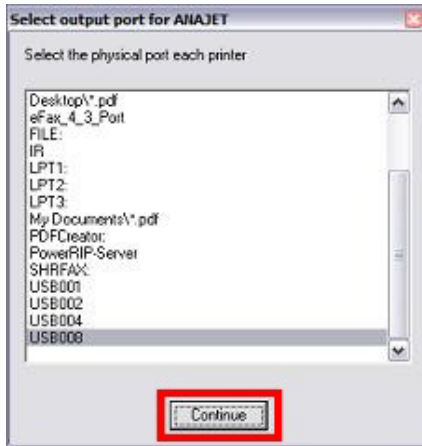 Select output port for ANAJET
Select the physical port each printer
Desktop\*.pdf
eFax_4_3_Port
FILE:
IR
LPT1:
LPT2:
LPT3:
My Documents\*.pdf
PDFCreator:
PowerRIP-Server
SHRFAX:
USB001
USB002
USB004
USB008
Continue